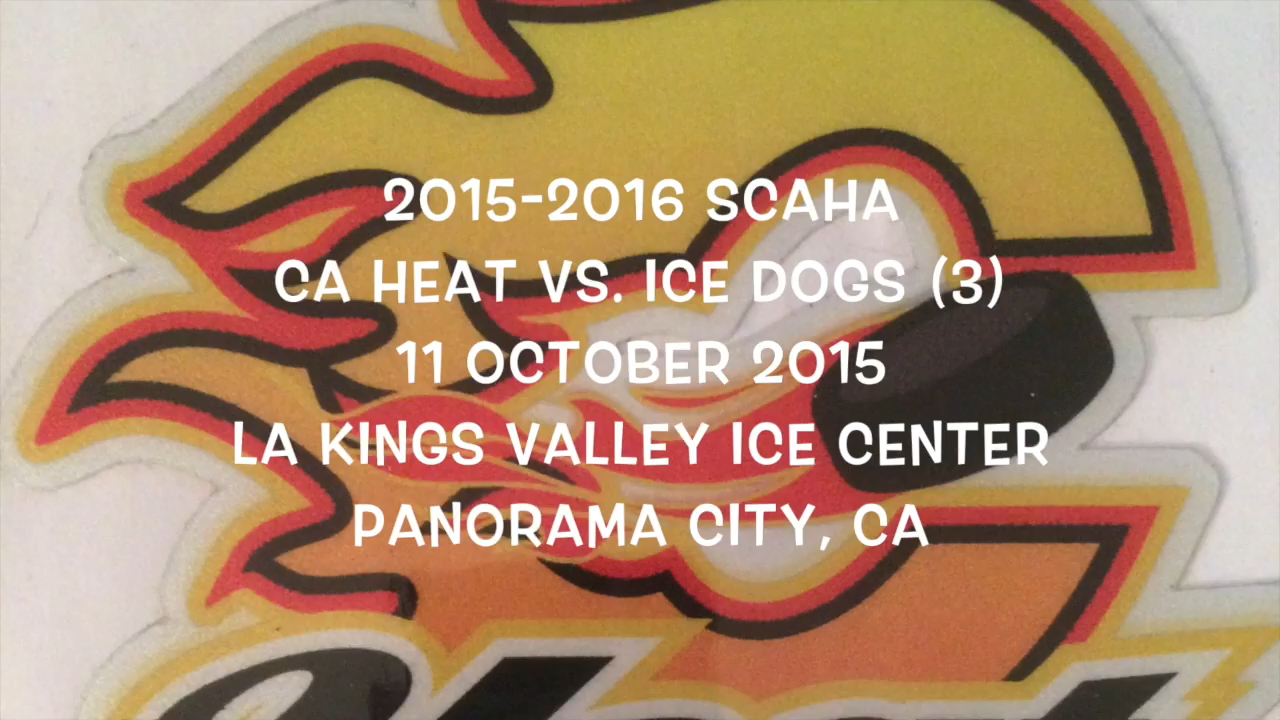 2015-2016 SCAHA
CA HEAT VS. ICE DOGS (3)
11 OCTOBER 2015
LA KINGS VALLEY ICE CENTER
PANORAMA CITY, CA